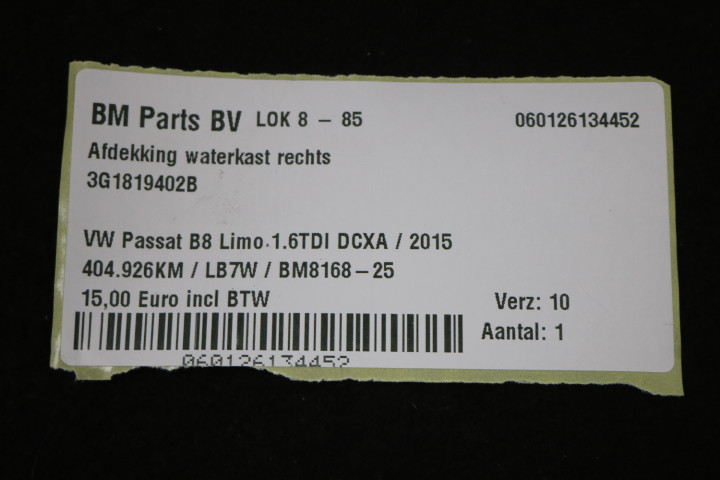 BM Parts BV LOK 8 - 85 060126134452
Afdekking waterkast rechts
3G1819402B
VW Passat B8 Limo 1.6TDI DCXA / 2015
404.926KM / LB7W / BM8168-25
15,00 Euro incl BTW Verz: 10
Aantal: 1
060126134452